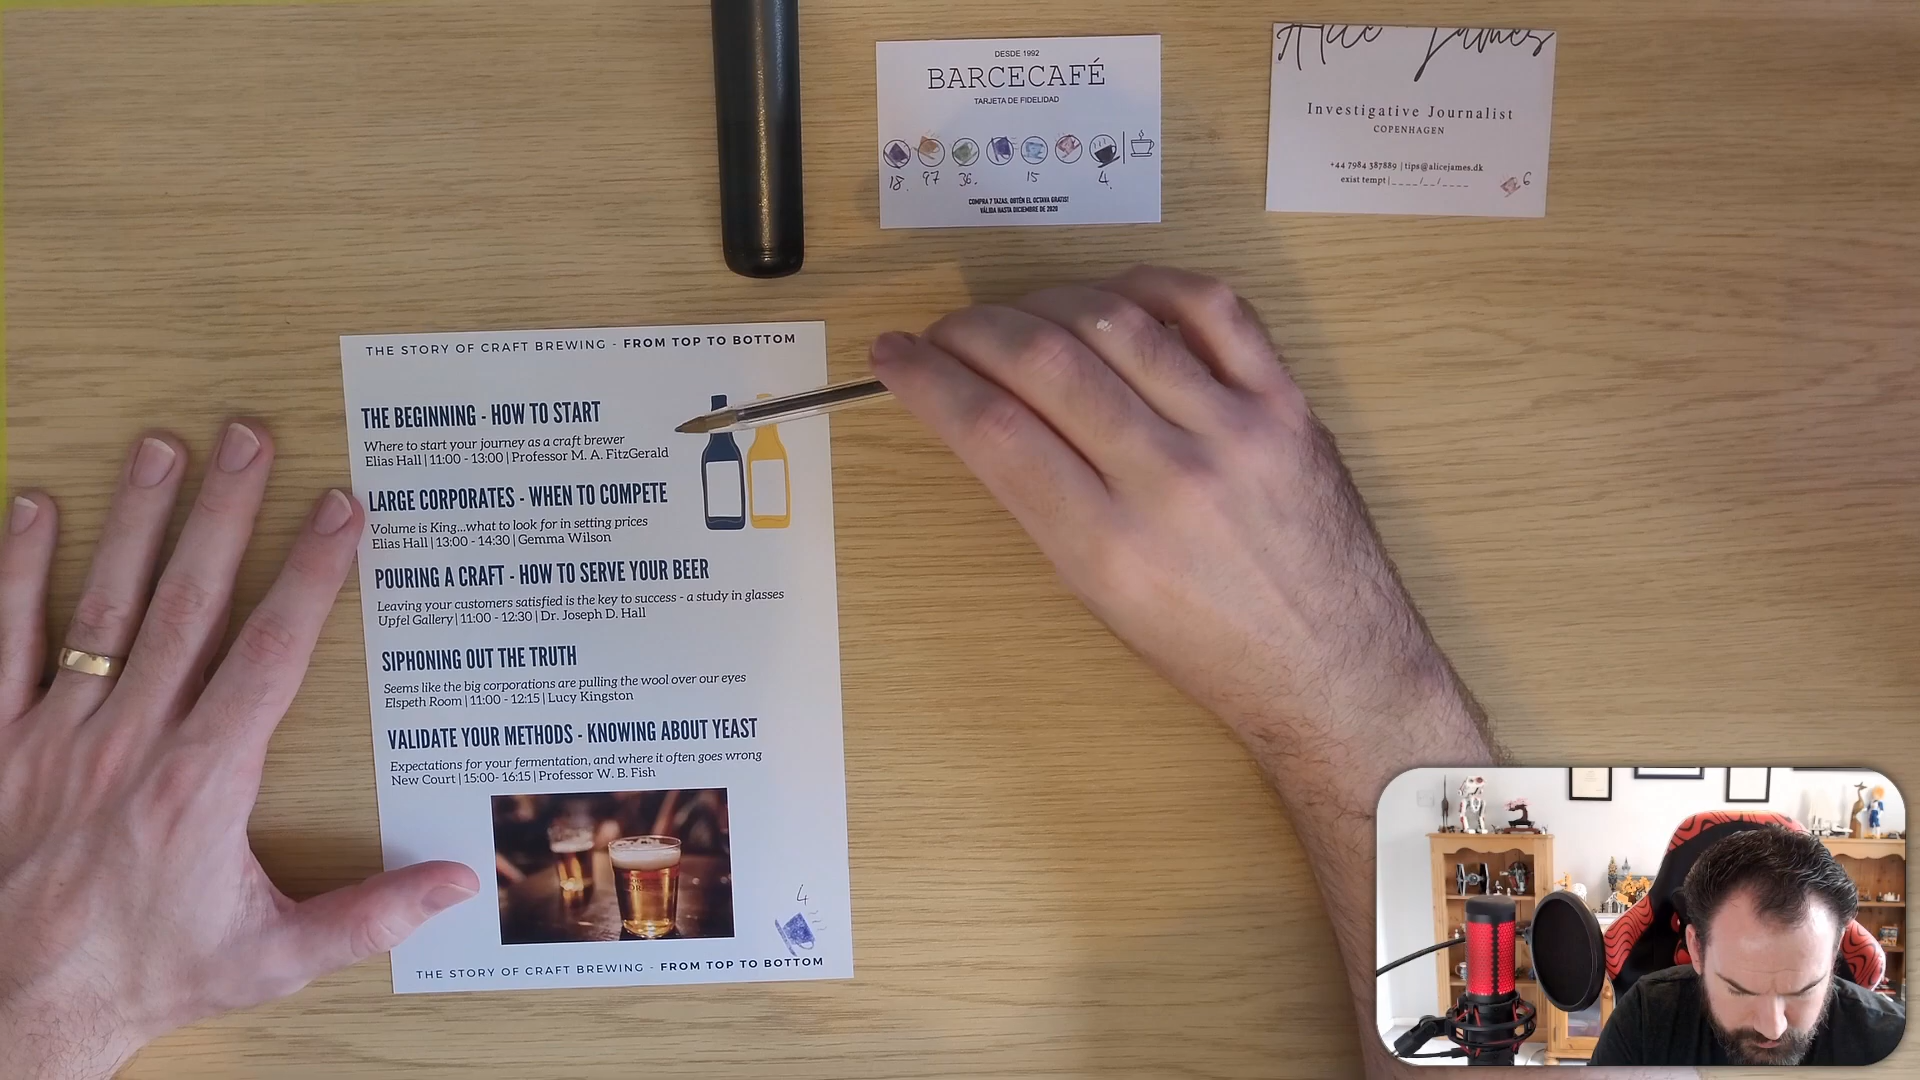 DESDE 1992
BARCECAFÉ
TARJETA DE FIDELIDAD
18. 97 36. 15 4.
COMPRA 7 TAZAS, OBTÉN EL OCTAVA GRATIS!
VÁLIDA HASTA DICIEMBRE DE 2020
Alice James
Investigative Journalist
COPENHAGEN
+44 7984 387889 | tips@alicejames.dk
exist tempt | _ _ _ _ / _ _ / _ _ _ _
6
THE STORY OF CRAFT BREWING - FROM TOP TO BOTTOM
THE BEGINNING - HOW TO START
Where to start your journey as a craft brewer
Elias Hall | 11:00 - 13:00 | Professor M. A. FitzGerald
LARGE CORPORATES - WHEN TO COMPETE
Volume is King...what to look for in setting prices
Elias Hall | 13:00 - 14:30 | Gemma Wilson
POURING A CRAFT - HOW TO SERVE YOUR BEER
Leaving your customers satisfied is the key to success - a study in glasses
Upfel Gallery | 11:00 - 12:30 | Dr. Joseph D. Hall
SIPHONING OUT THE TRUTH
Seems like the big corporations are pulling the wool over our eyes
Elspeth Room | 11:00 - 12:15 | Lucy Kingston
VALIDATE YOUR METHODS - KNOWING ABOUT YEAST
Expectations for your fermentation, and where it often goes wrong
New Court | 15:00- 16:15 | Professor W. B. Fish
4
THE STORY OF CRAFT BREWING - FROM TOP TO BOTTOM